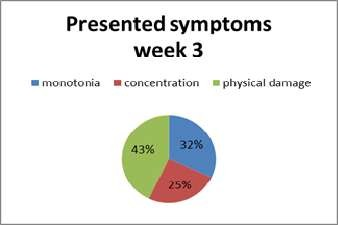 Presented symptoms
week 3
monotonia concentration physical damage
43% 32%
25%